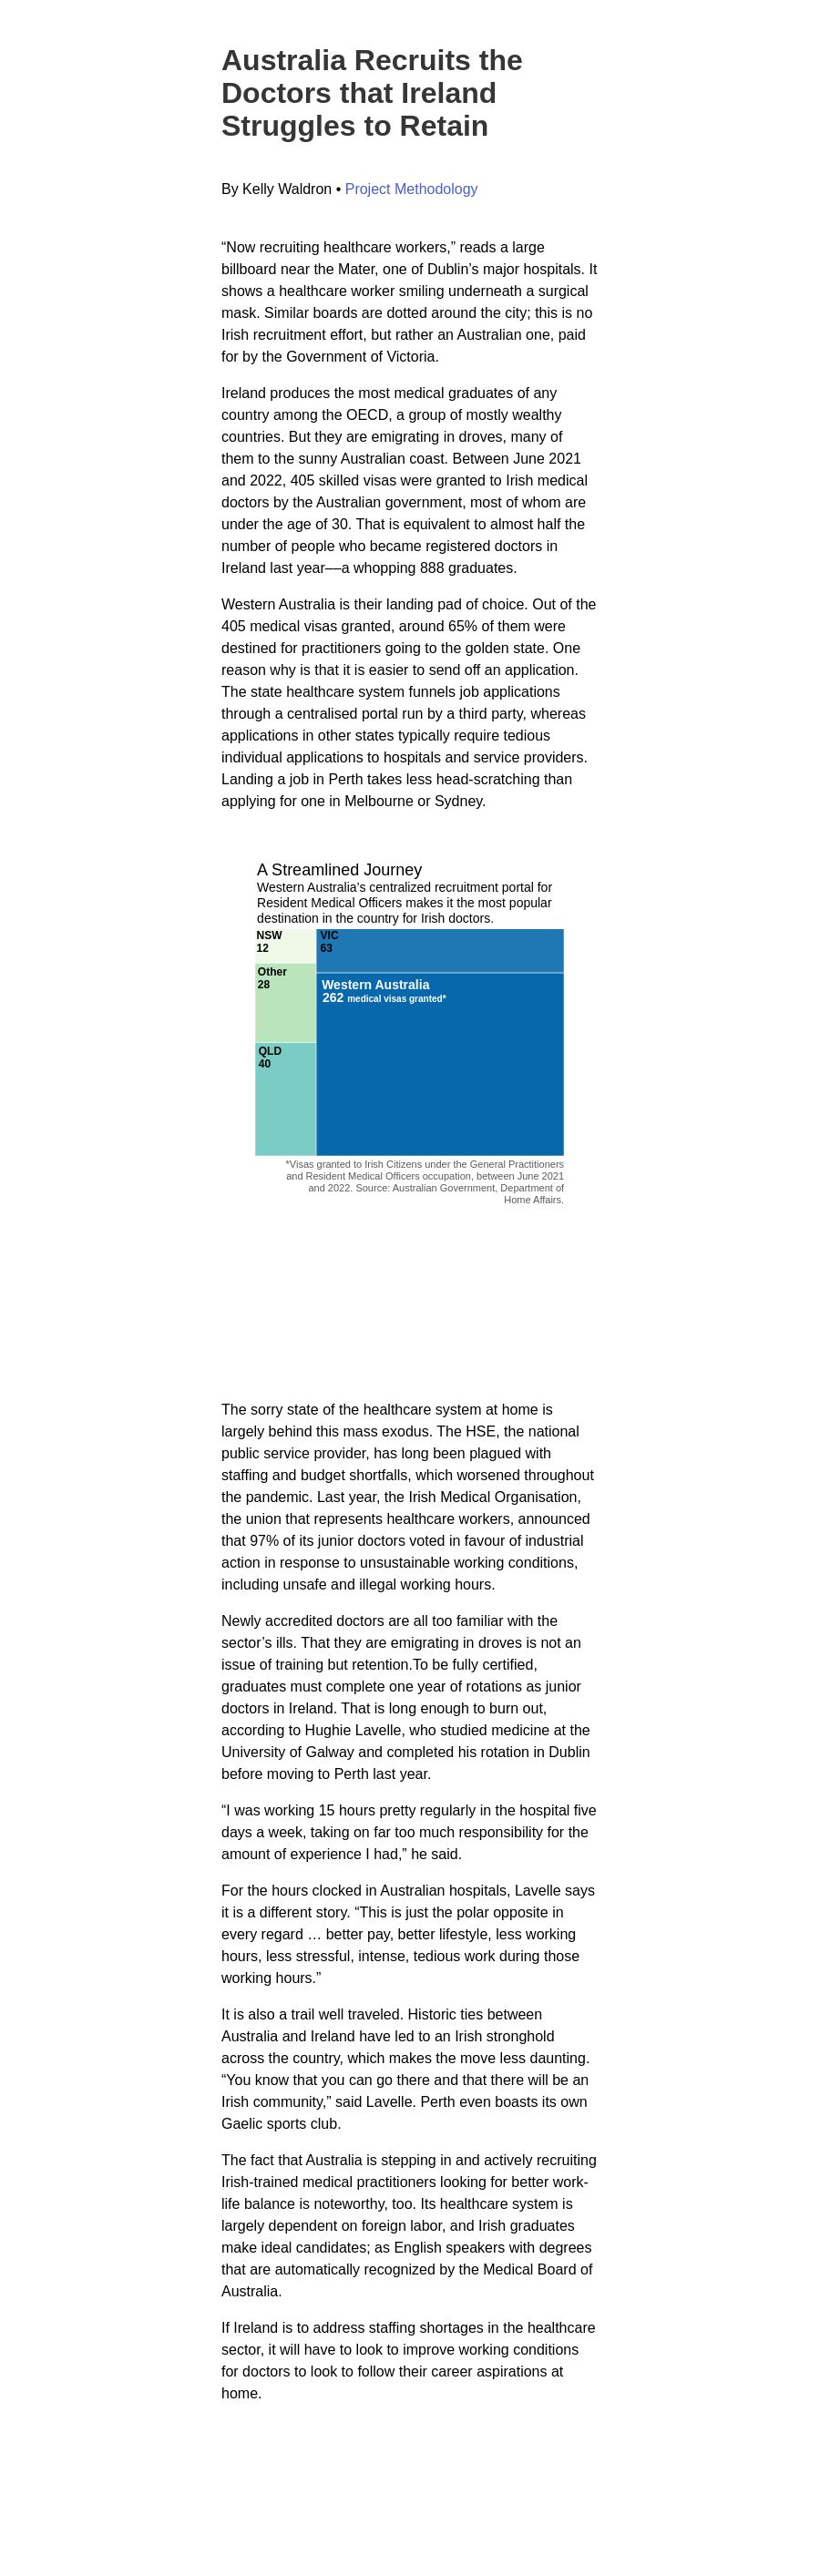 Australia Recruits the
Doctors that Ireland
Struggles to Retain
By Kelly Waldron • Project Methodology
“Now recruiting healthcare workers,” reads a large
billboard near the Mater, one of Dublin’s major hospitals. It
shows a healthcare worker smiling underneath a surgical
mask. Similar boards are dotted around the city; this is no
Irish recruitment effort, but rather an Australian one, paid
for by the Government of Victoria.
Ireland produces the most medical graduates of any
country among the OECD, a group of mostly wealthy
countries. But they are emigrating in droves, many of
them to the sunny Australian coast. Between June 2021
and 2022, 405 skilled visas were granted to Irish medical
doctors by the Australian government, most of whom are
under the age of 30. That is equivalent to almost half the
number of people who became registered doctors in
Ireland last year––a whopping 888 graduates.
Western Australia is their landing pad of choice. Out of the
405 medical visas granted, around 65% of them were
destined for practitioners going to the golden state. One
reason why is that it is easier to send off an application.
The state healthcare system funnels job applications
through a centralised portal run by a third party, whereas
applications in other states typically require tedious
individual applications to hospitals and service providers.
Landing a job in Perth takes less head-scratching than
applying for one in Melbourne or Sydney.
A Streamlined Journey
Western Australia’s centralized recruitment portal for
Resident Medical Officers makes it the most popular
destination in the country for Irish doctors.
NSW
12
VIC
63
Other
28
Western Australia
262 medical visas granted*
QLD
40
*Visas granted to Irish Citizens under the General Practitioners
and Resident Medical Officers occupation, between June 2021
and 2022. Source: Australian Government, Department of
Home Affairs.
The sorry state of the healthcare system at home is
largely behind this mass exodus. The HSE, the national
public service provider, has long been plagued with
staffing and budget shortfalls, which worsened throughout
the pandemic. Last year, the Irish Medical Organisation,
the union that represents healthcare workers, announced
that 97% of its junior doctors voted in favour of industrial
action in response to unsustainable working conditions,
including unsafe and illegal working hours.
Newly accredited doctors are all too familiar with the
sector’s ills. That they are emigrating in droves is not an
issue of training but retention.To be fully certified,
graduates must complete one year of rotations as junior
doctors in Ireland. That is long enough to burn out,
according to Hughie Lavelle, who studied medicine at the
University of Galway and completed his rotation in Dublin
before moving to Perth last year.
“I was working 15 hours pretty regularly in the hospital five
days a week, taking on far too much responsibility for the
amount of experience I had,” he said.
For the hours clocked in Australian hospitals, Lavelle says
it is a different story. “This is just the polar opposite in
every regard … better pay, better lifestyle, less working
hours, less stressful, intense, tedious work during those
working hours.”
It is also a trail well traveled. Historic ties between
Australia and Ireland have led to an Irish stronghold
across the country, which makes the move less daunting.
“You know that you can go there and that there will be an
Irish community,” said Lavelle. Perth even boasts its own
Gaelic sports club.
The fact that Australia is stepping in and actively recruiting
Irish-trained medical practitioners looking for better work-
life balance is noteworthy, too. Its healthcare system is
largely dependent on foreign labor, and Irish graduates
make ideal candidates; as English speakers with degrees
that are automatically recognized by the Medical Board of
Australia.
If Ireland is to address staffing shortages in the healthcare
sector, it will have to look to improve working conditions
for doctors to look to follow their career aspirations at
home.